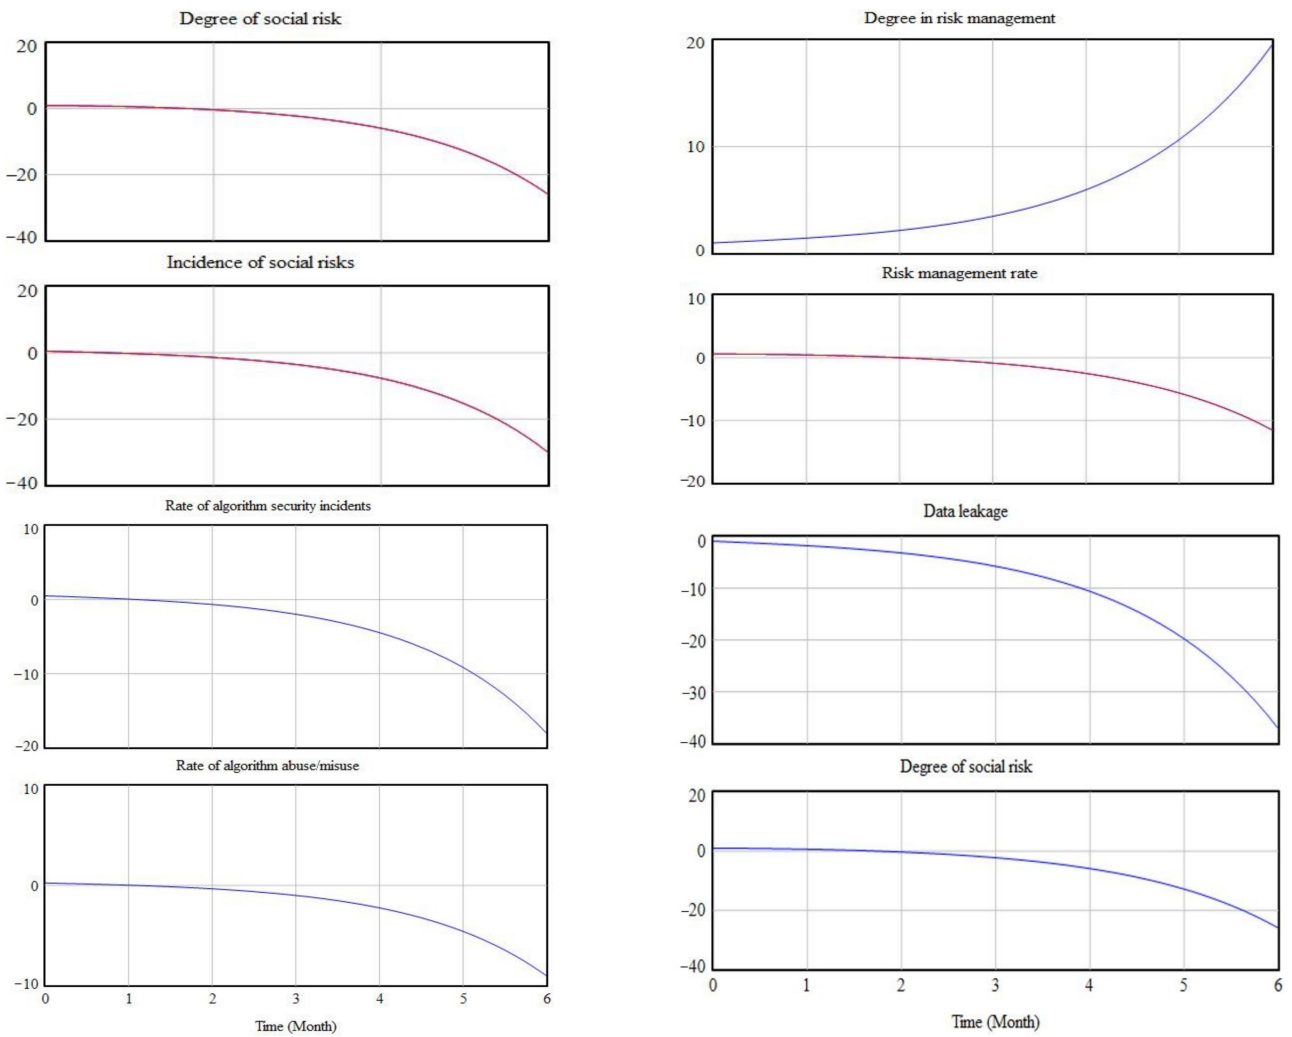 Degree of social risk
20
0
−20
−40
Incidence of social risks
20
0
−20
−40
Rate of algorithm security incidents
10
0
−10
−20
Rate of algorithm abuse/misuse
10
0
−10
0 1 2 3 4 5 6
Time (Month)
Degree in risk management
20
10
0
Risk management rate
10
0
−10
−20
Data leakage
0
−10
−20
−30
−40
Degree of social risk
20
0
−20
−40
0 1 2 3 4 5 6
Time (Month)